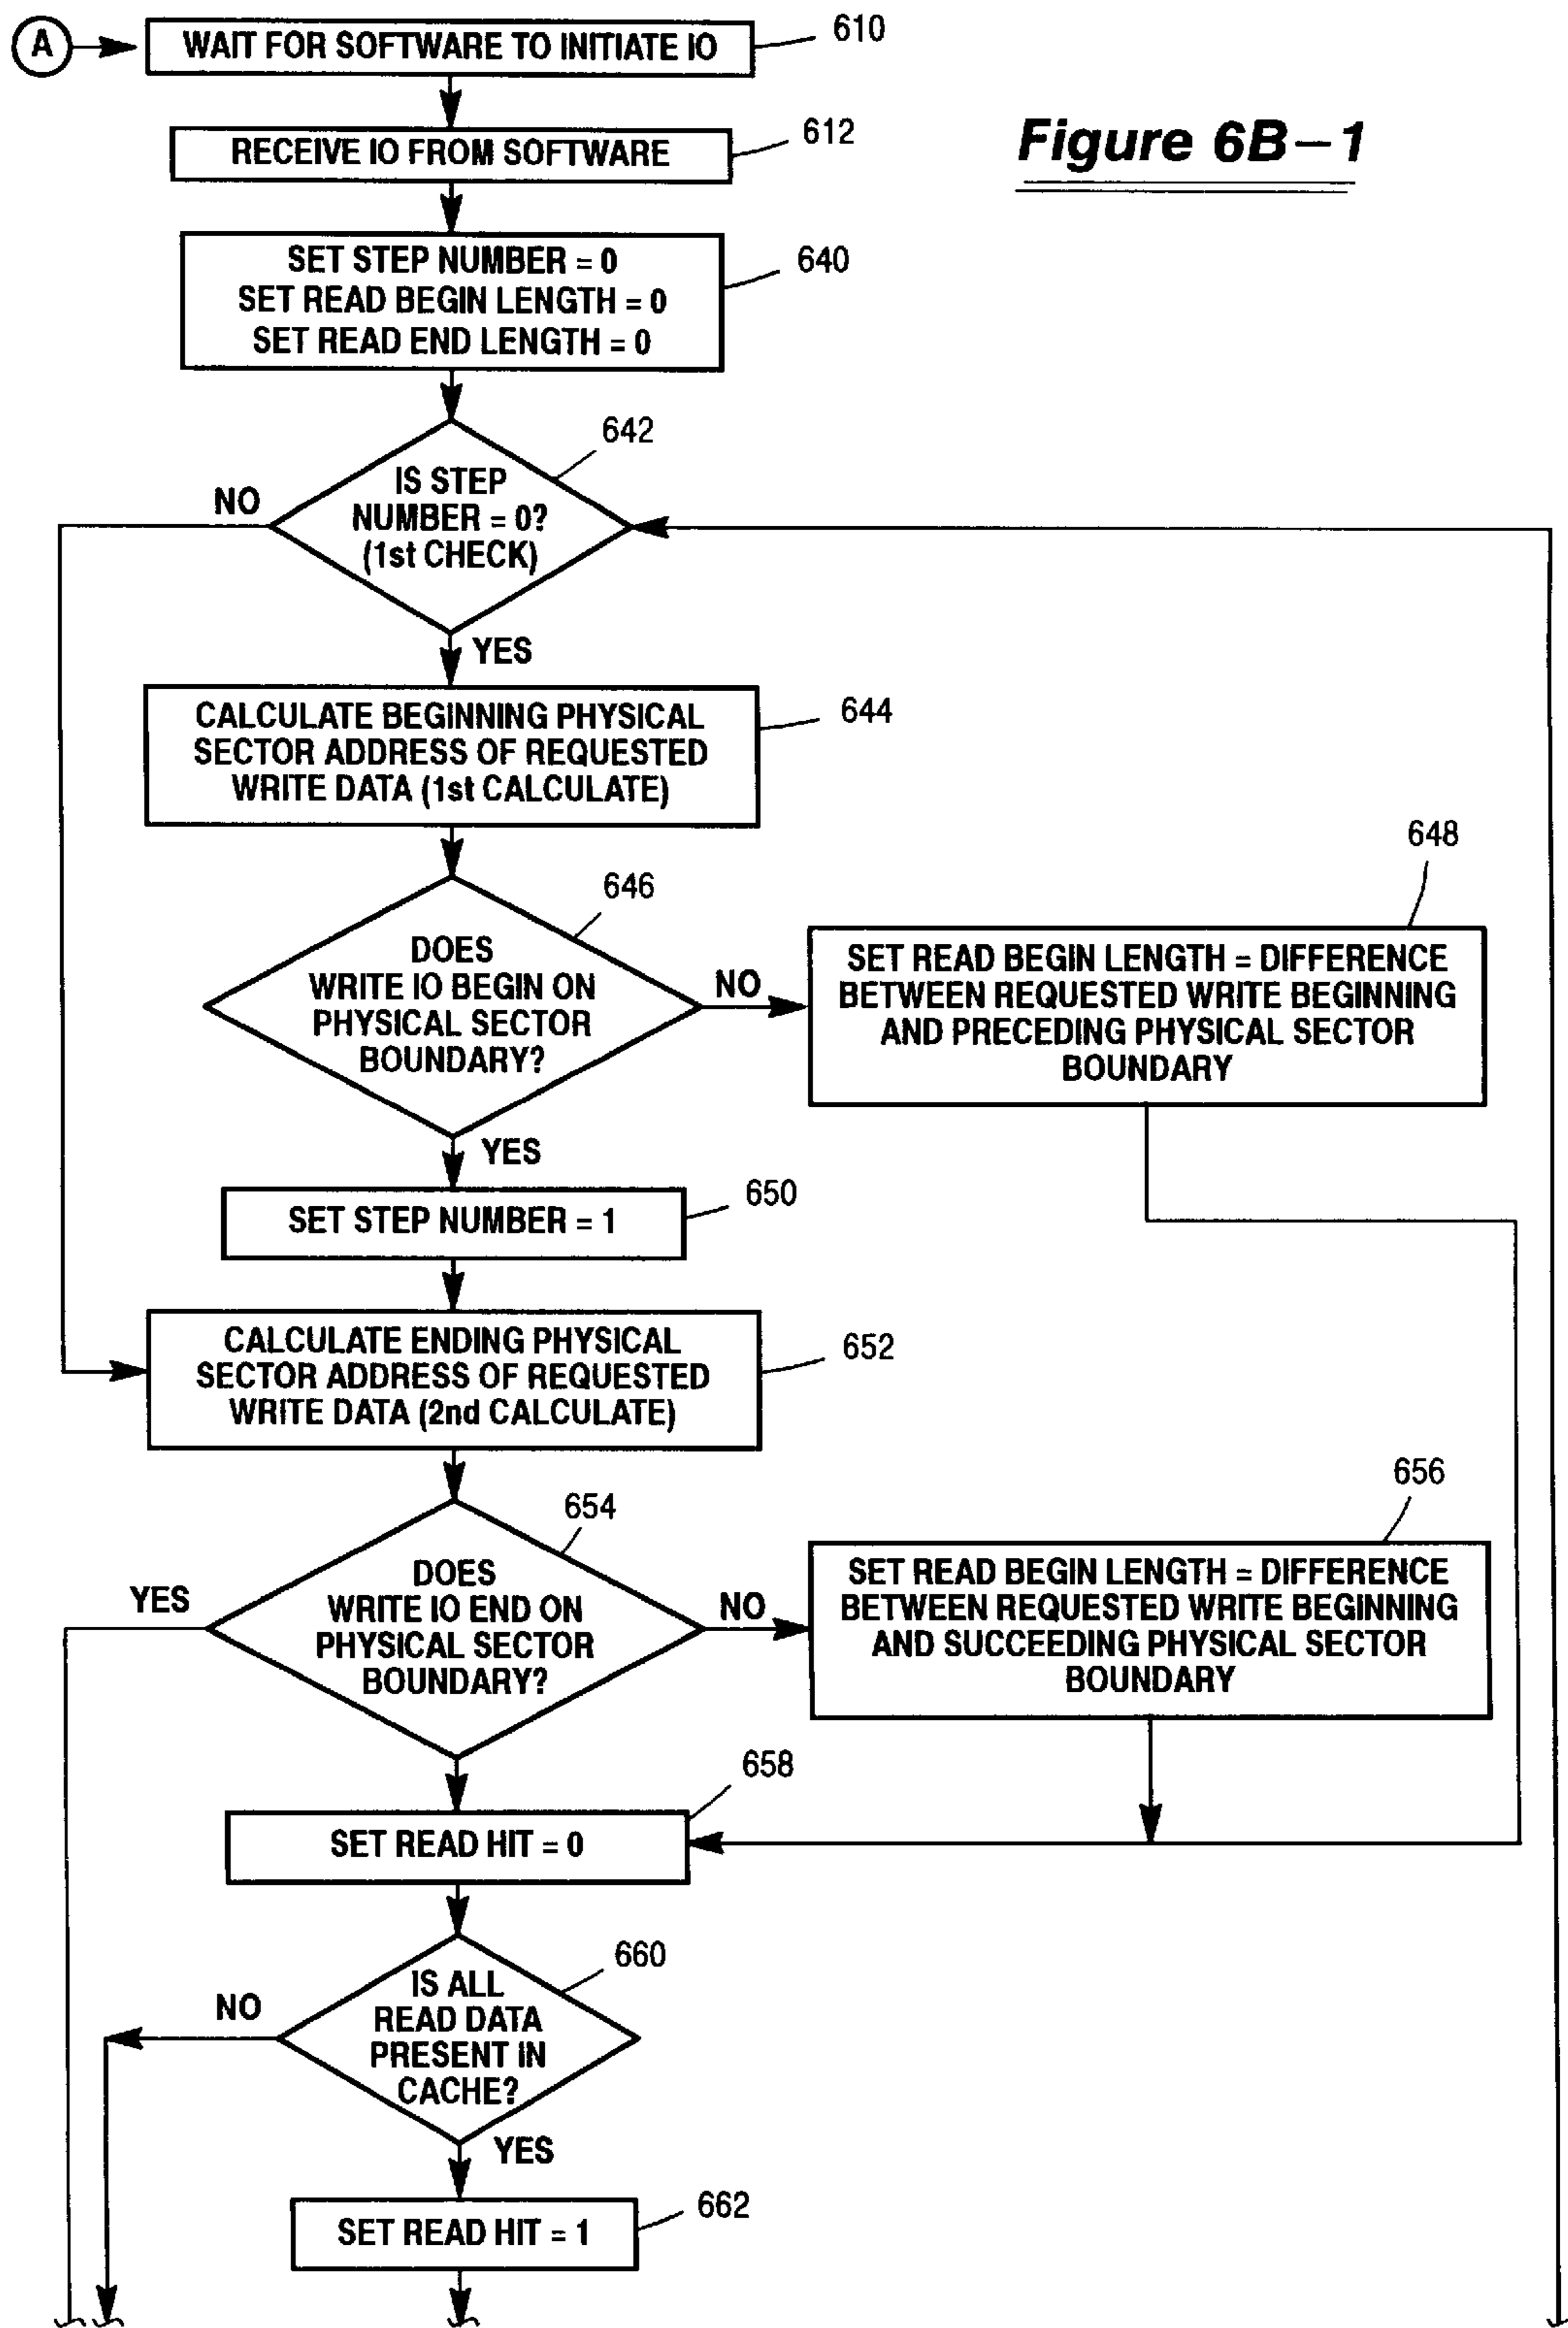 A
WAIT FOR SOFTWARE TO INITIATE IO
610
RECEIVE IO FROM SOFTWARE
612
Figure 6B–1
SET STEP NUMBER = 0
SET READ BEGIN LENGTH = 0
SET READ END LENGTH = 0
640
642
IS STEP
NUMBER = 0?
(1st CHECK)
NO
YES
CALCULATE BEGINNING PHYSICAL
SECTOR ADDRESS OF REQUESTED
WRITE DATA (1st CALCULATE)
644
646
DOES
WRITE IO BEGIN ON
PHYSICAL SECTOR
BOUNDARY?
NO
648
SET READ BEGIN LENGTH = DIFFERENCE
BETWEEN REQUESTED WRITE BEGINNING
AND PRECEDING PHYSICAL SECTOR
BOUNDARY
YES
SET STEP NUMBER = 1
650
CALCULATE ENDING PHYSICAL
SECTOR ADDRESS OF REQUESTED
WRITE DATA (2nd CALCULATE)
652
654
DOES
WRITE IO END ON
PHYSICAL SECTOR
BOUNDARY?
YES
NO
656
SET READ BEGIN LENGTH = DIFFERENCE
BETWEEN REQUESTED WRITE BEGINNING
AND SUCCEEDING PHYSICAL SECTOR
BOUNDARY
658
SET READ HIT = 0
660
IS ALL
READ DATA
PRESENT IN
CACHE?
NO
YES
SET READ HIT = 1
662